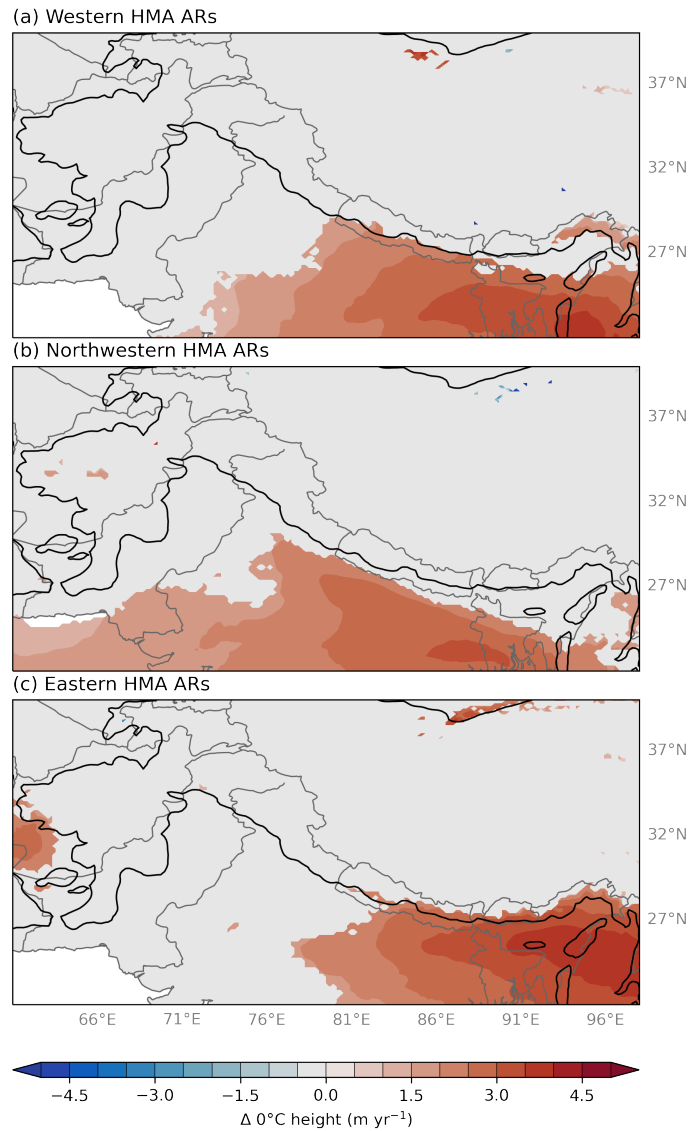 (a) Western HMA ARs
37°N
32°N
27°N
(b) Northwestern HMA ARs
37°N
32°N
27°N
(c) Eastern HMA ARs
37°N
32°N
27°N
66°E 71°E 76°E 81°E 86°E 91°E 96°E
−4.5 −3.0 −1.5 0.0 1.5 3.0 4.5
Δ 0°C height (m yr⁻¹)